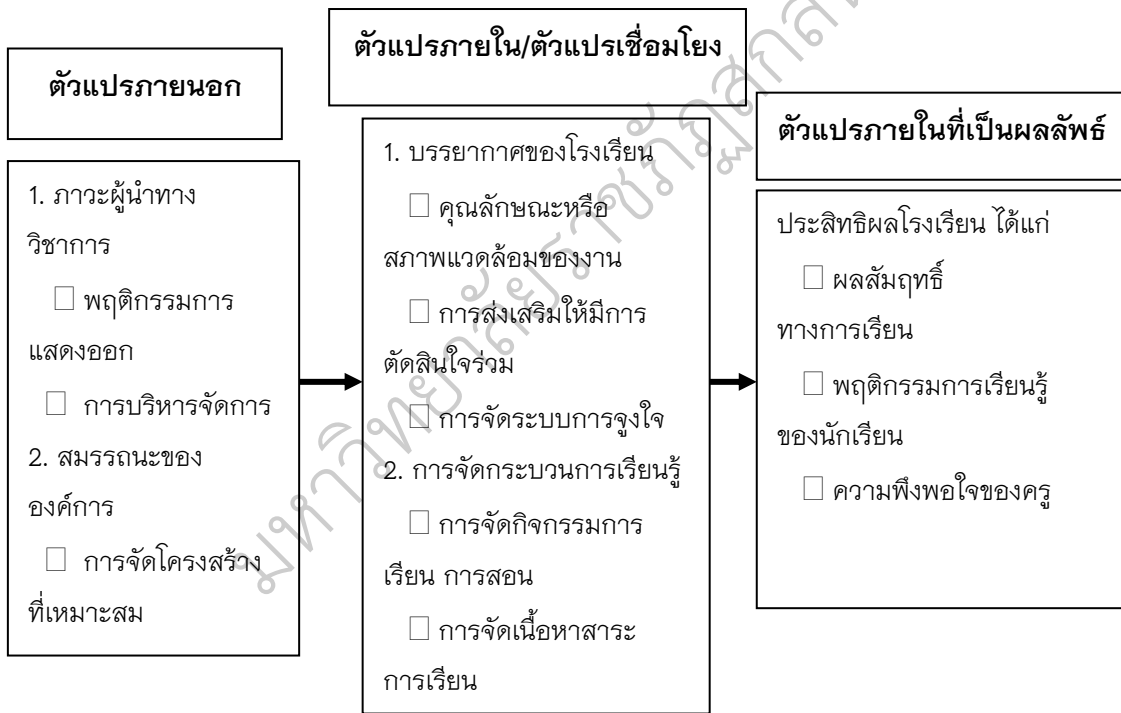 ตัวแปรภายนอก
1. ภาวะผู้นำทาง
วิชาการ
□ พฤติกรรมการ
แสดงออก
□ การบริหารจัดการ
2. สมรรถนะของ
องค์การ
□ การจัดโครงสร้าง
ที่เหมาะสม
ตัวแปรภายใน/ตัวแปรเชื่อมโยง
1. บรรยากาศของโรงเรียน
□ คุณลักษณะหรือ
สภาพแวดล้อมของงาน
□ การส่งเสริมให้มีการ
ตัดสินใจร่วม
□ การจัดระบบการจูงใจ
2. การจัดกระบวนการเรียนรู้
□ การจัดกิจกรรมการ
เรียน การสอน
□ การจัดเนื้อหาสาระ
การเรียน
ตัวแปรภายในที่เป็นผลลัพธ์
ประสิทธิผลโรงเรียน ได้แก่
□ ผลสัมฤทธิ์
ทางการเรียน
□ พฤติกรรมการเรียนรู้
ของนักเรียน
□ ความพึงพอใจของครู
มหาวิทยาลัยราชภัฏสกล